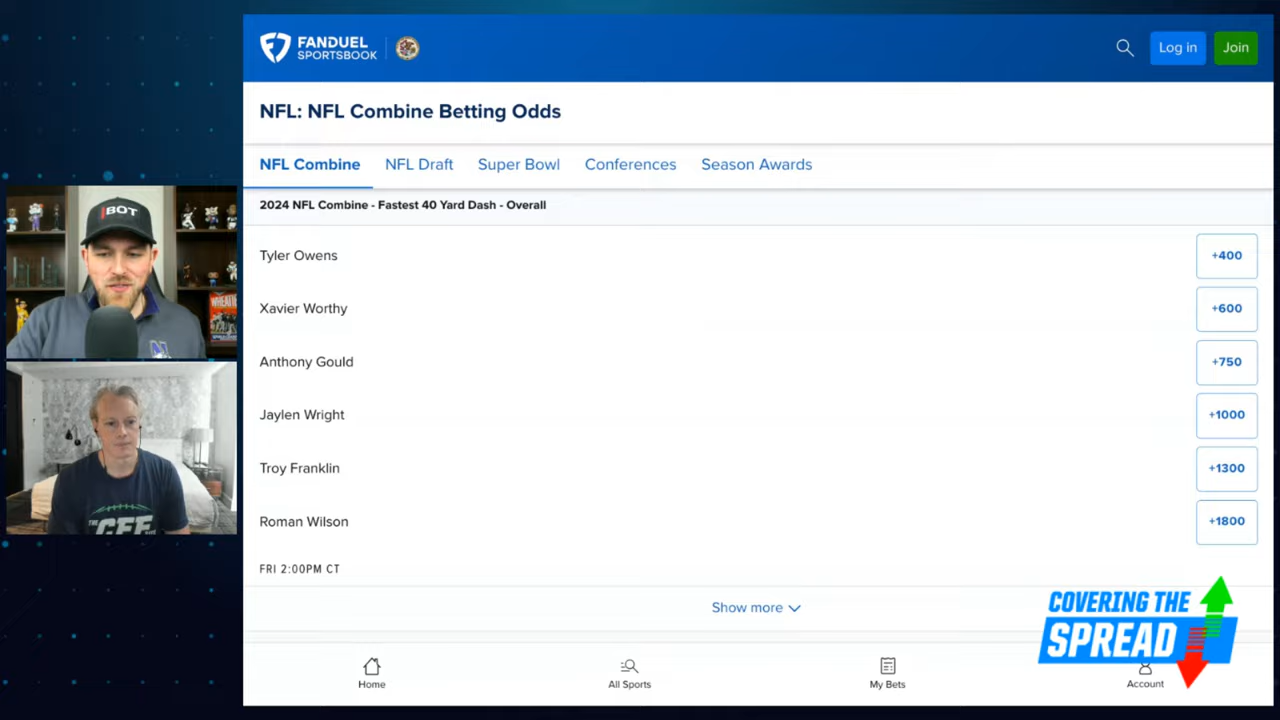 FANDUEL
SPORTSBOOK
Log in
Join
NFL: NFL Combine Betting Odds
NFL Combine
NFL Draft
Super Bowl
Conferences
Season Awards
2024 NFL Combine - Fastest 40 Yard Dash - Overall
Tyler Owens
+400
Xavier Worthy
+600
Anthony Gould
+750
Jaylen Wright
+1000
Troy Franklin
+1300
Roman Wilson
+1800
FRI 2:00PM CT
Show more
Home
All Sports
My Bets
Account
COVERING THE
SPREAD
BOT
WHEATIES
THE
CFF